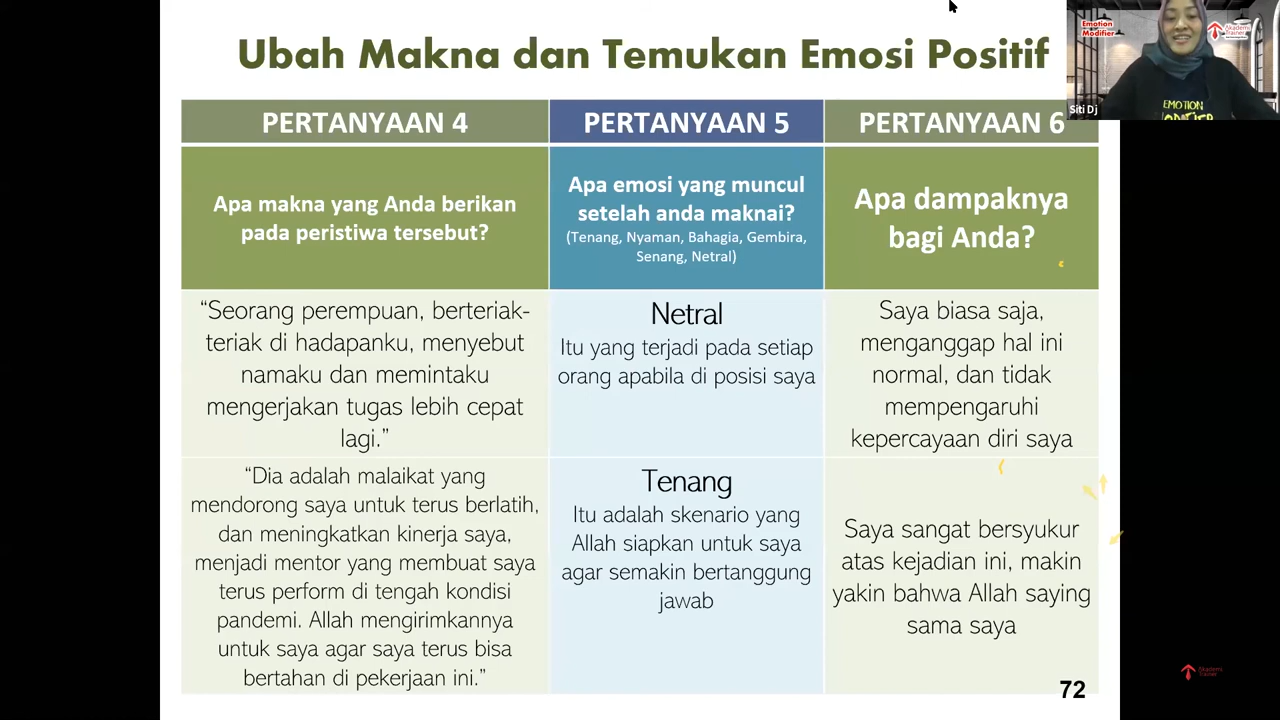 Ubah Makna dan Temukan Emosi Positif
Emotion
Modifier
Akademi
Trainer
Siti Dj
EMOTION
MODIFIER
PERTANYAAN 4
PERTANYAAN 5
PERTANYAAN 6
Apa makna yang Anda berikan
pada peristiwa tersebut?
Apa emosi yang muncul
setelah anda maknai?
(Tenang, Nyaman, Bahagia, Gembira,
Senang, Netral)
Apa dampaknya
bagi Anda?
“Seorang perempuan, berteriak-
teriak di hadapanku, menyebut
namaku dan memintaku
mengerjakan tugas lebih cepat
lagi.”
Netral
Itu yang terjadi pada setiap
orang apabila di posisi saya
Saya biasa saja,
menganggap hal ini
normal, dan tidak
mempengaruhi
kepercayaan diri saya
“Dia adalah malaikat yang
mendorong saya untuk terus berlatih,
dan meningkatkan kinerja saya,
menjadi mentor yang membuat saya
terus perform di tengah kondisi
pandemi. Allah mengirimkannya
untuk saya agar saya terus bisa
bertahan di pekerjaan ini.”
Tenang
Itu adalah skenario yang
Allah siapkan untuk saya
agar semakin bertanggung
jawab
Saya sangat bersyukur
atas kejadian ini, makin
yakin bahwa Allah saying
sama saya
72
Akademi
Trainer